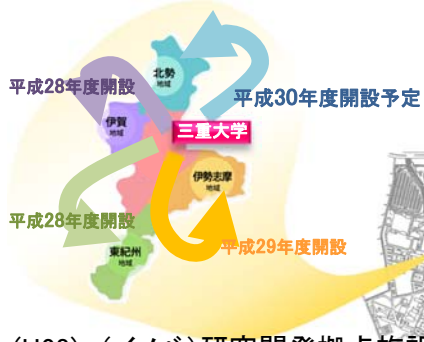 北勢
地域
平成28年度開設
平成30年度開設予定
伊賀
地域
三重大学
伊勢志摩
地域
平成28年度開設
平成29年度開設
東紀州
地域